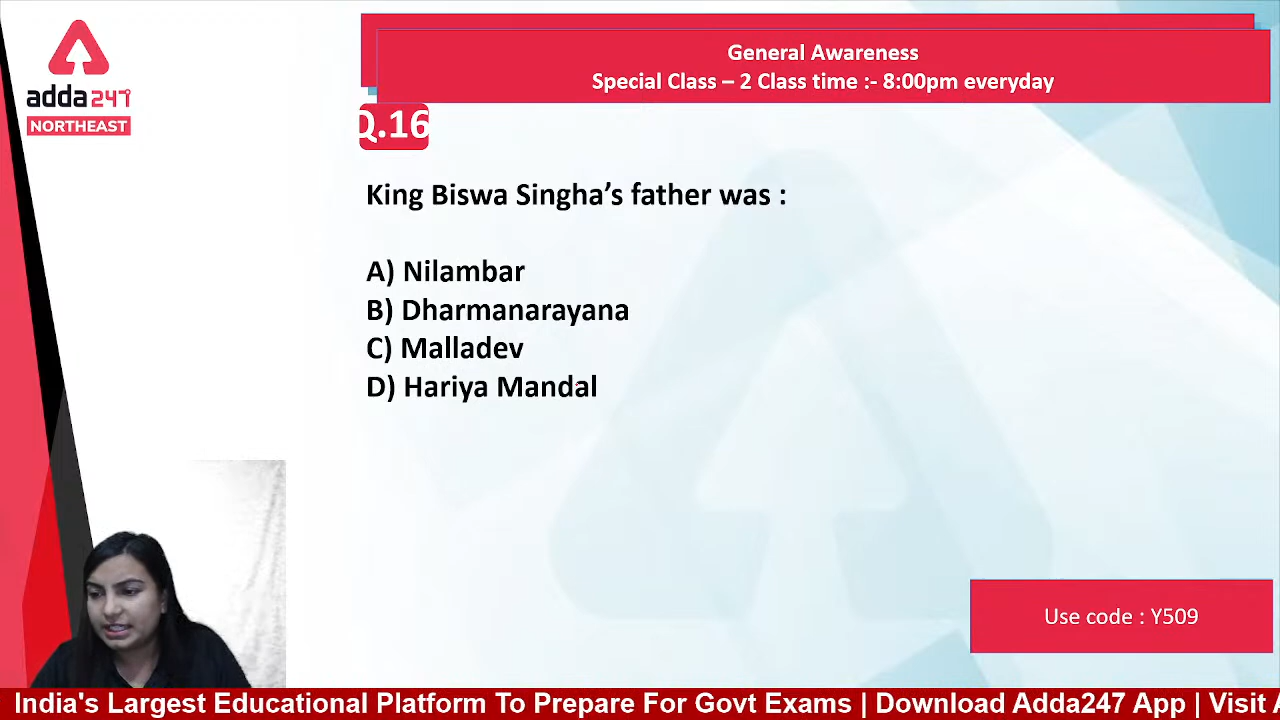 adda247
NORTHEAST
General Awareness
Special Class – 2 Class time :- 8:00pm everyday
Q.16
King Biswa Singha’s father was :
A) Nilambar
B) Dharmanarayana
C) Malladev
D) Hariya Mandal
Use code : Y509
India's Largest Educational Platform To Prepare For Govt Exams | Download Adda247 App | Visit A